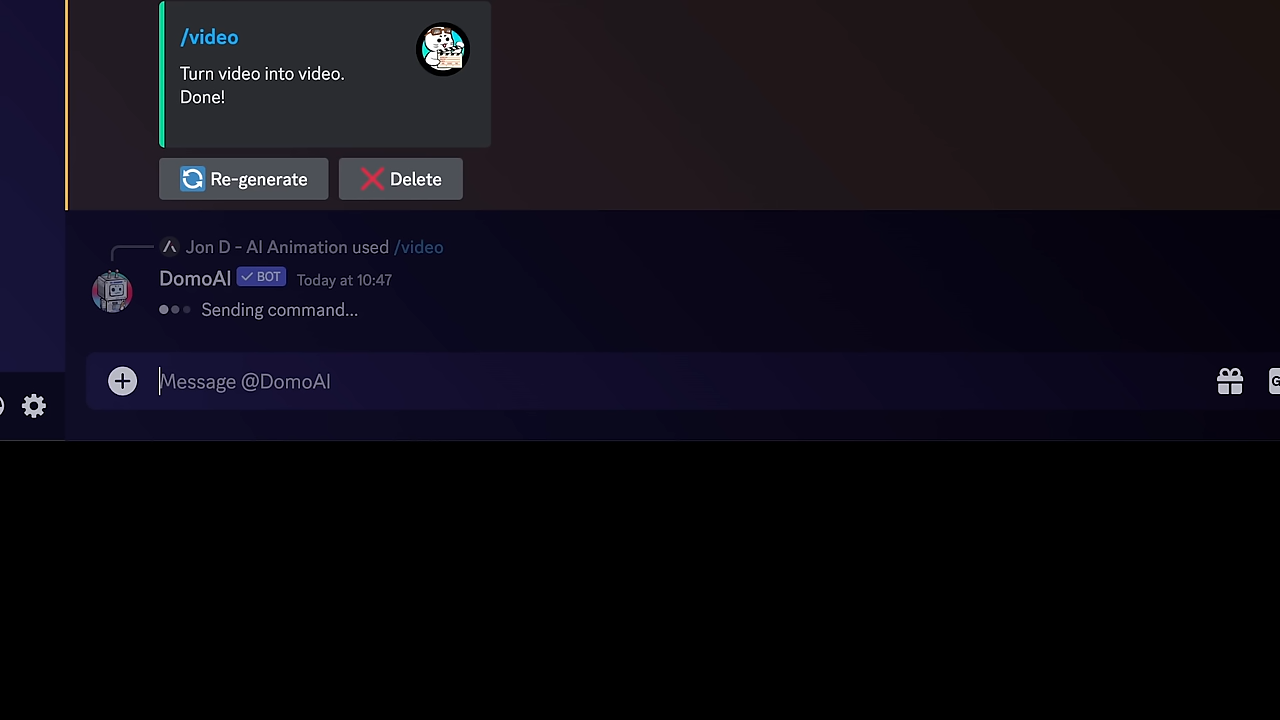 /video
Turn video into video.
Done!
Re-generate
Delete
Jon D - AI Animation used /video
DomoAI BOT Today at 10:47
Sending command...
Message @DomoAI